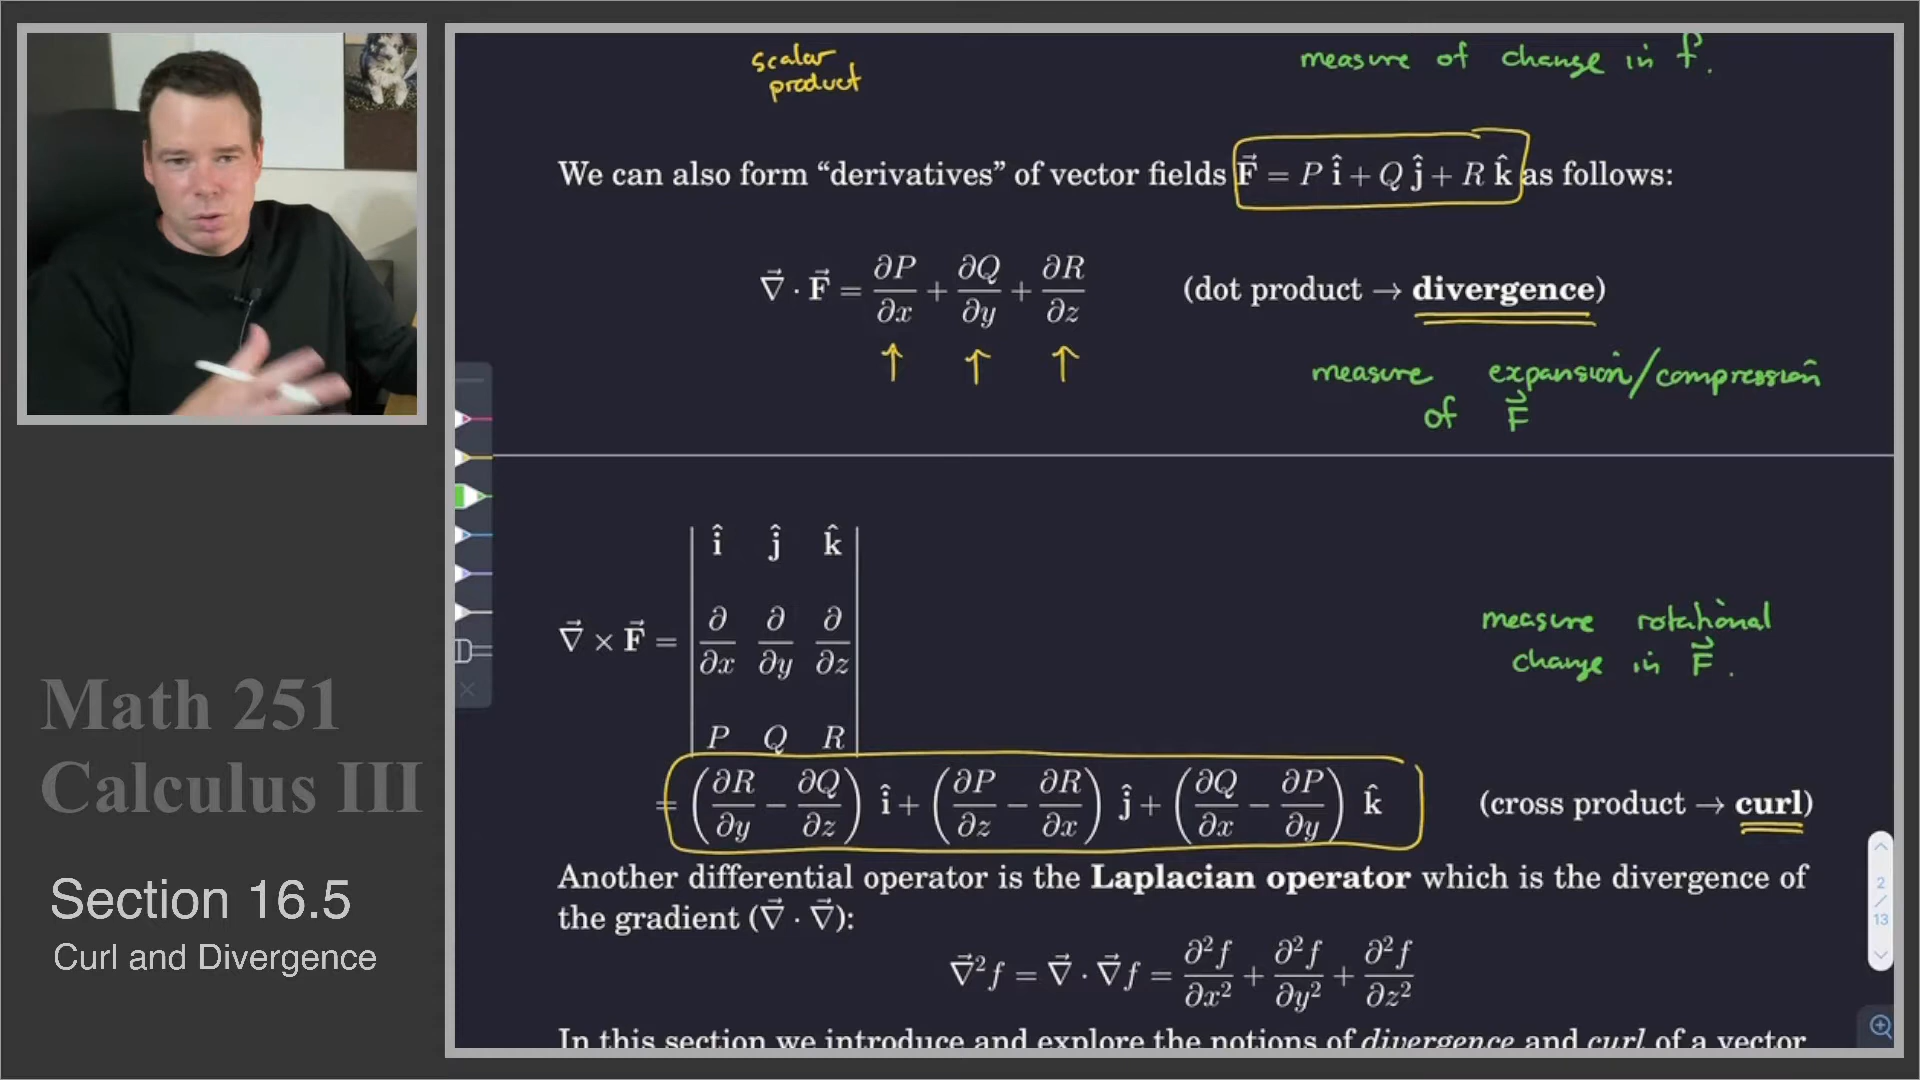 scalar
product
measure of change in f.
We can also form “derivatives” of vector fields F⃗ = P î + Q ĵ + R k̂ as follows:
∇⃗ · F⃗ = ∂P/∂x + ∂Q/∂y + ∂R/∂z (dot product → divergence)
↑ ↑ ↑
measure expansion/compression
of F⃗
î ĵ k̂
∇⃗ × F⃗ = ∂/∂x ∂/∂y ∂/∂z
P Q R
measure rotational
change in F⃗.
= (∂R/∂y − ∂Q/∂z) î + (∂P/∂z − ∂R/∂x) ĵ + (∂Q/∂x − ∂P/∂y) k̂ (cross product → curl)
Another differential operator is the Laplacian operator which is the divergence of
the gradient (∇⃗ · ∇⃗):
∇⃗²f = ∇⃗ · ∇⃗f = ∂²f/∂x² + ∂²f/∂y² + ∂²f/∂z²
In this section we introduce and explore the notions of divergence and curl of a vector
2
/
13
Math 251
Calculus III
Section 16.5
Curl and Divergence